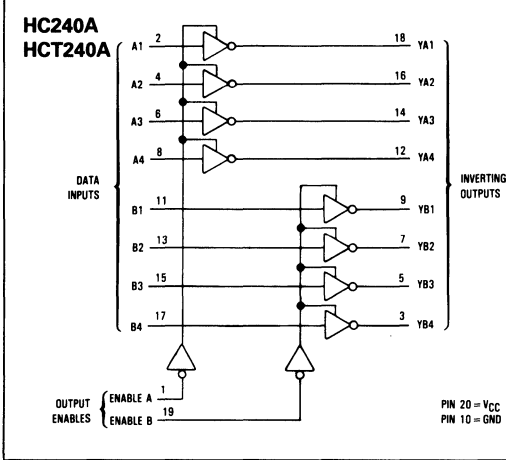 HC240A
HCT240A
A1 2 18 YA1
A2 4 16 YA2
A3 6 14 YA3
A4 8 12 YA4
DATA
INPUTS
INVERTING
OUTPUTS
B1 11 9 YB1
B2 13 7 YB2
B3 15 5 YB3
B4 17 3 YB4
OUTPUT
ENABLES
ENABLE A 1
ENABLE B 19
PIN 20 = VCC
PIN 10 = GND